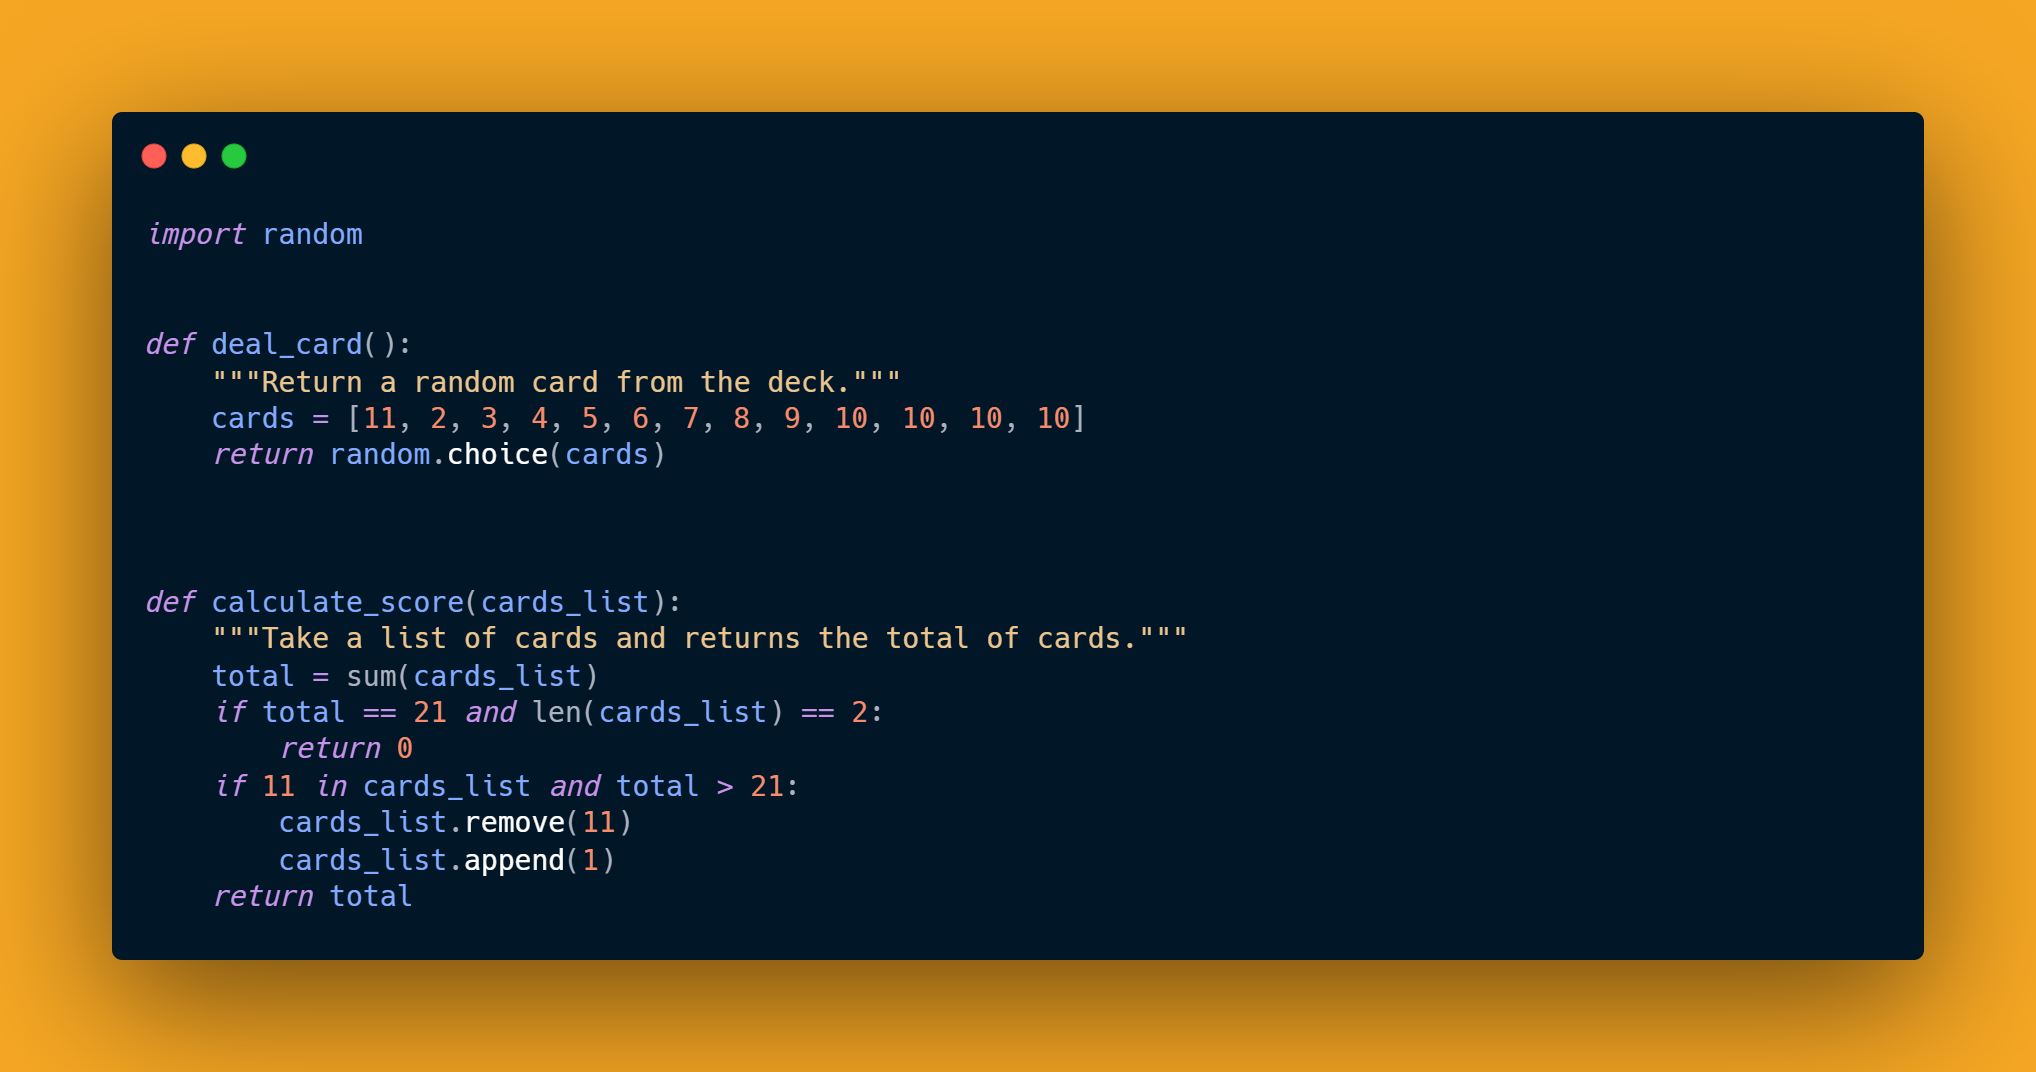 import random
def deal_card():
    """Return a random card from the deck."""
    cards = [11, 2, 3, 4, 5, 6, 7, 8, 9, 10, 10, 10, 10]
    return random.choice(cards)
def calculate_score(cards_list):
    """Take a list of cards and returns the total of cards."""
    total = sum(cards_list)
    if total == 21 and len(cards_list) == 2:
        return 0
    if 11 in cards_list and total > 21:
        cards_list.remove(11)
        cards_list.append(1)
    return total